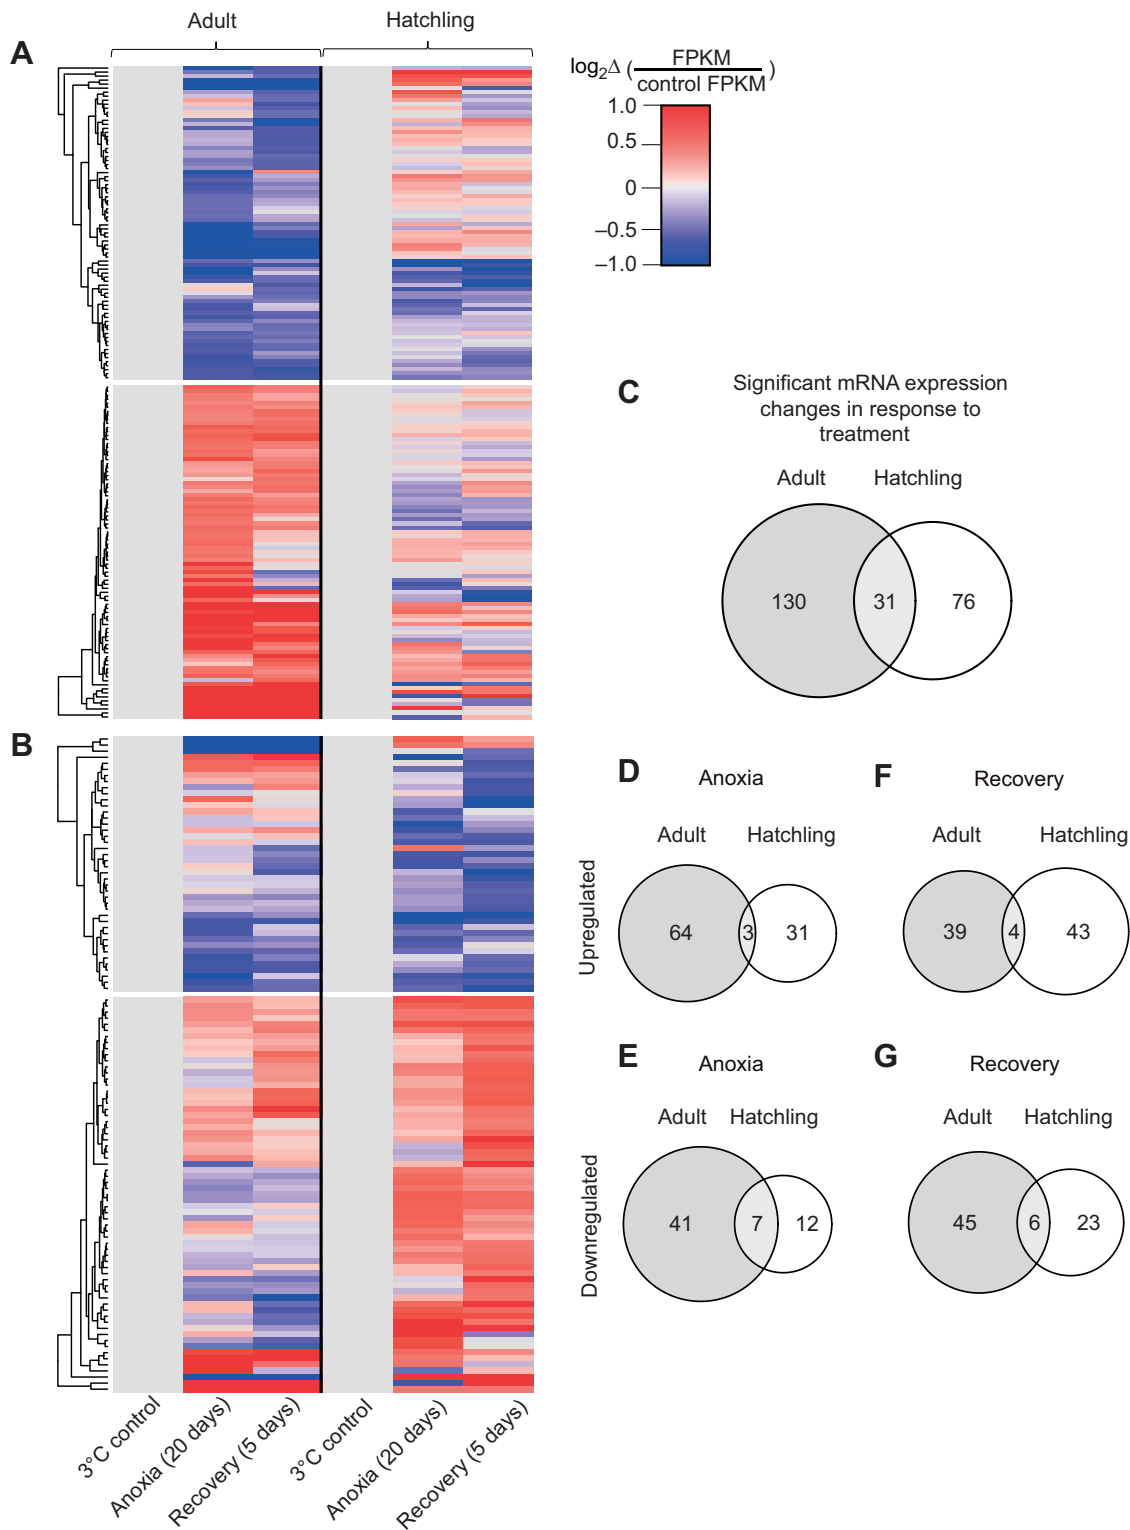 Adult
Hatchling
A
log₂Δ ( FPKM )
control FPKM
1.0
0.5
0
–0.5
–1.0
C
Significant mRNA expression
changes in response to
treatment
Adult
Hatchling
130
31
76
B
D
Anoxia
Adult
Hatchling
Upregulated
64
3
31
F
Recovery
Adult
Hatchling
39
4
43
E
Anoxia
Adult
Hatchling
Downregulated
41
7
12
G
Recovery
Adult
Hatchling
45
6
23
3°C control
Anoxia (20 days)
Recovery (5 days)
3°C control
Anoxia (20 days)
Recovery (5 days)